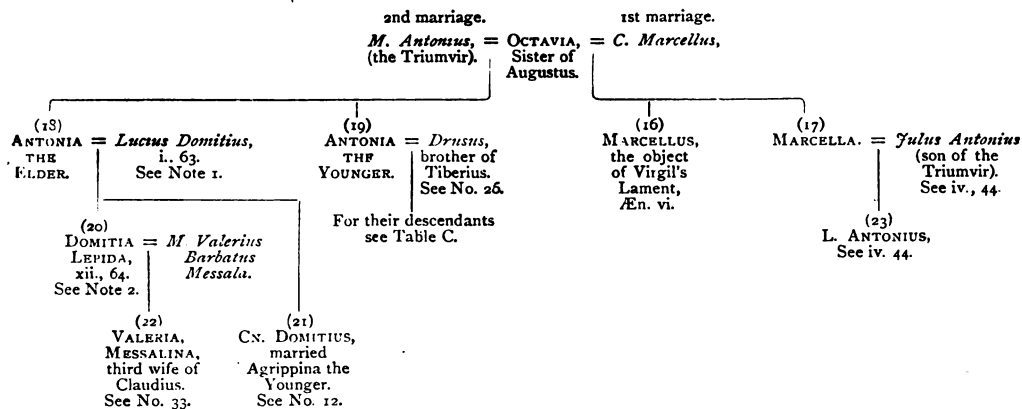 2nd marriage. 1st marriage.
M. Antonius, = OCTAVIA, = C. Marcellus,
(the Triumvir). Sister of
Augustus.
(18) (19) (16) (17)
ANTONIA = Lucius Domitius, ANTONIA = Drusus, MARCELLUS, MARCELLA. = Julus Antonius
THE i., 63. THE brother of the object (son of the
ELDER. See Note 1. YOUNGER. Tiberius. of Virgil's Triumvir).
See No. 26. Lament, See iv., 44.
Æn. vi.
For their descendants (23)
see Table C. L. ANTONIUS,
See iv. 44.
(20)
DOMITIA = M Valerius
LEPIDA, Barbatus
xii., 64. Messala.
See Note 2.
(22) (21)
VALERIA, CN. DOMITIUS,
MESSALINA, married
third wife of Agrippina the
Claudius. Younger.
See No. 33. See No. 12.